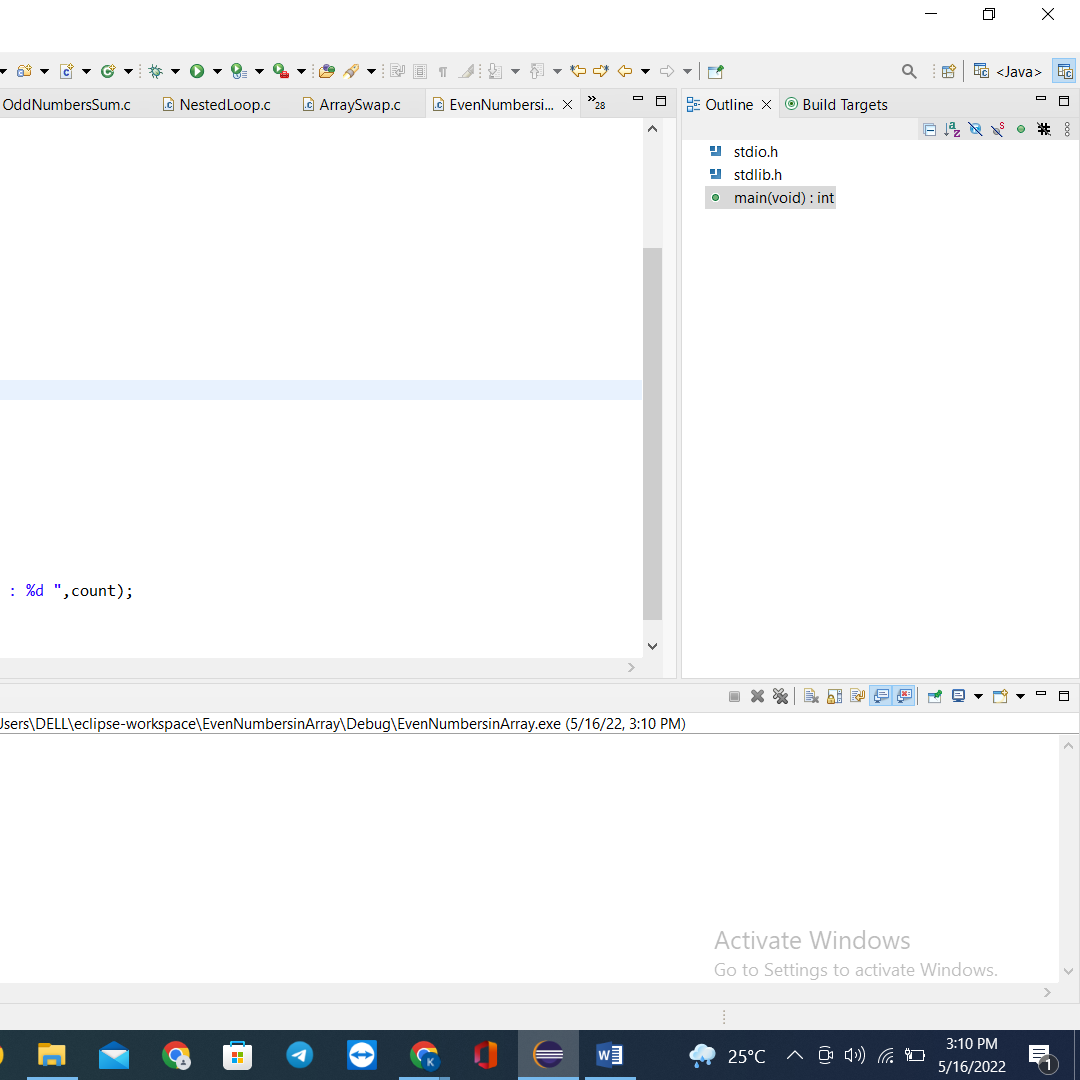 <Java>
OddNumbersSum.c
NestedLoop.c
ArraySwap.c
EvenNumbersi...
»28
Outline
Build Targets
stdio.h
stdlib.h
main(void) : int
: %d ",count);
Jsers\DELL\eclipse-workspace\EvenNumbersinArray\Debug\EvenNumbersinArray.exe (5/16/22, 3:10 PM)
Activate Windows
Go to Settings to activate Windows.
25°C
3:10 PM
5/16/2022
1